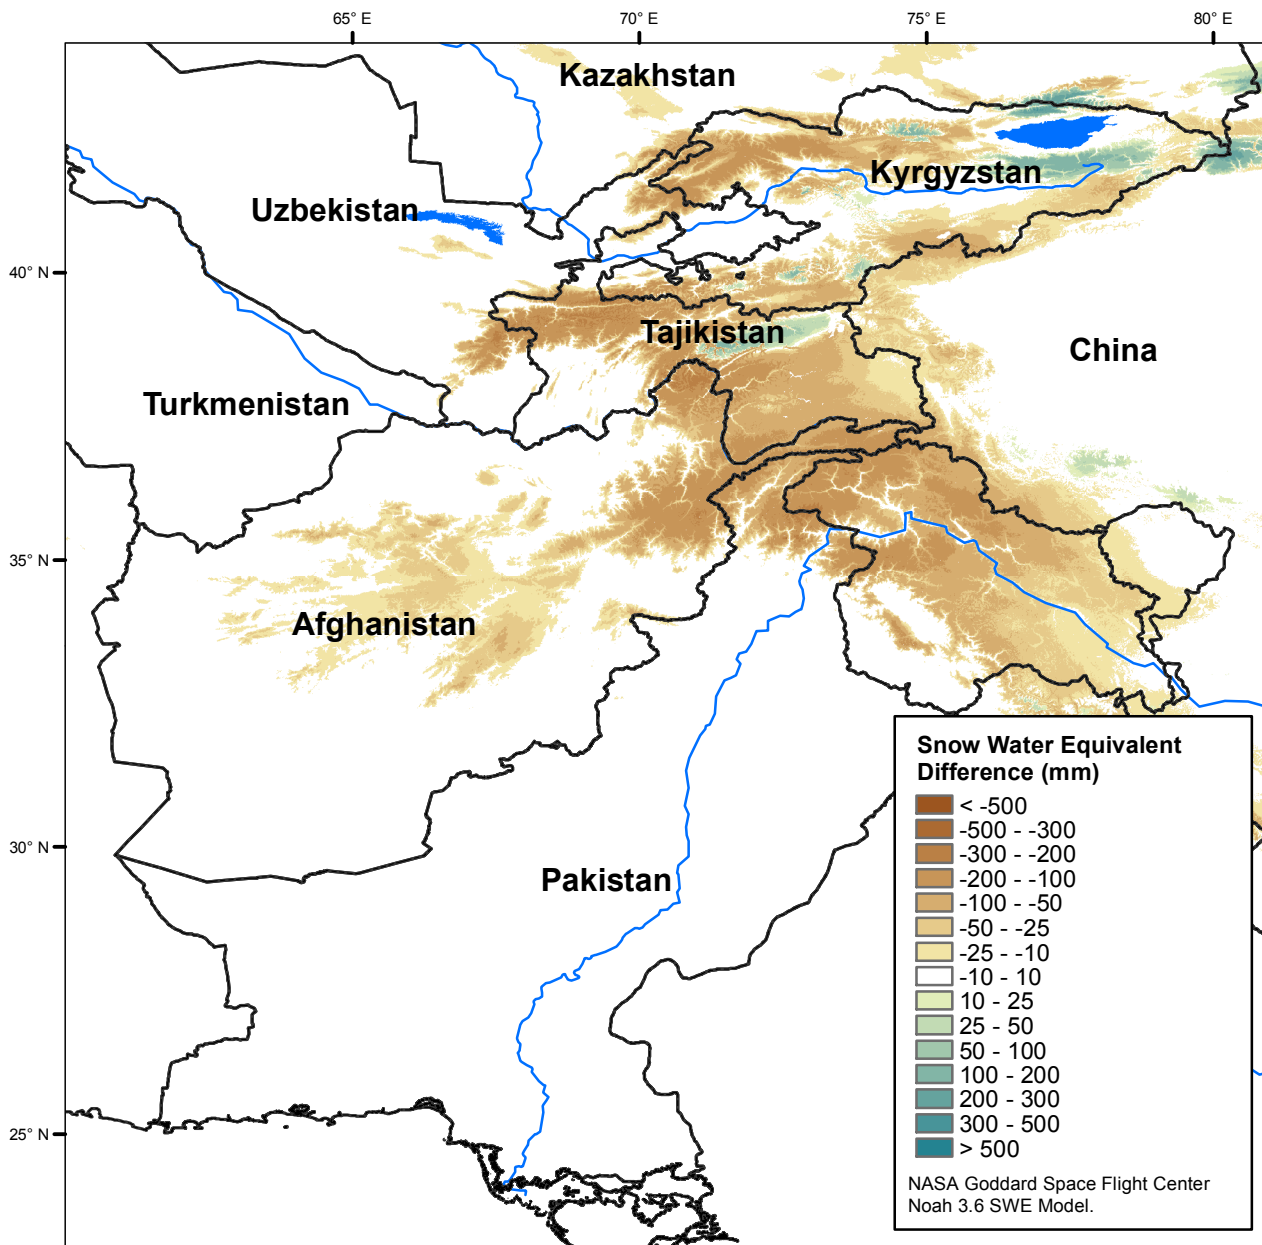 65° E 70° E 75° E 80° E
Kazakhstan
Kyrgyzstan
Uzbekistan
40° N
Tajikistan
China
Turkmenistan
35° N
Afghanistan
Snow Water Equivalent
Difference (mm)
< -500
-500 - -300
-300 - -200
-200 - -100
-100 - -50
-50 - -25
-25 - -10
-10 - 10
10 - 25
25 - 50
50 - 100
100 - 200
200 - 300
300 - 500
> 500
NASA Goddard Space Flight Center
Noah 3.6 SWE Model.
30° N
Pakistan
25° N